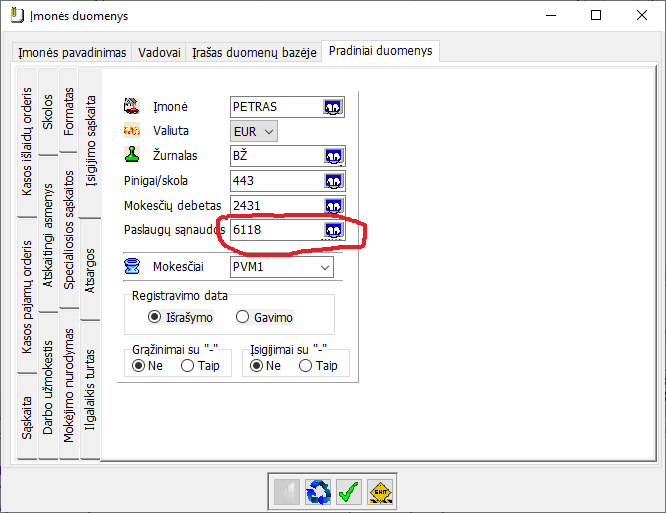 Įmonės duomenys
Įmonės pavadinimas
Vadovai
Įrašas duomenų bazėje
Pradiniai duomenys
Kasos išlaidų orderis
Skolos
Formatas
Įsigijimo sąskaita
Kasos pajamų orderis
Atskaitingi asmenys
Specialiosios sąskaitos
Atsargos
Sąskaita
Darbo užmokestis
Mokėjimo nurodymas
Ilgalaikis turtas
Įmonė PETRAS
Valiuta EUR
Žurnalas BŽ
Pinigai/skola 443
Mokesčių debetas 2431
Paslaugų sąnaudos 6118
Mokesčiai PVM1
Registravimo data
Išrašymo Gavimo
Grąžinimai su "-"
Ne Taip
Įsigijimai su "-"
Ne Taip
EXIT